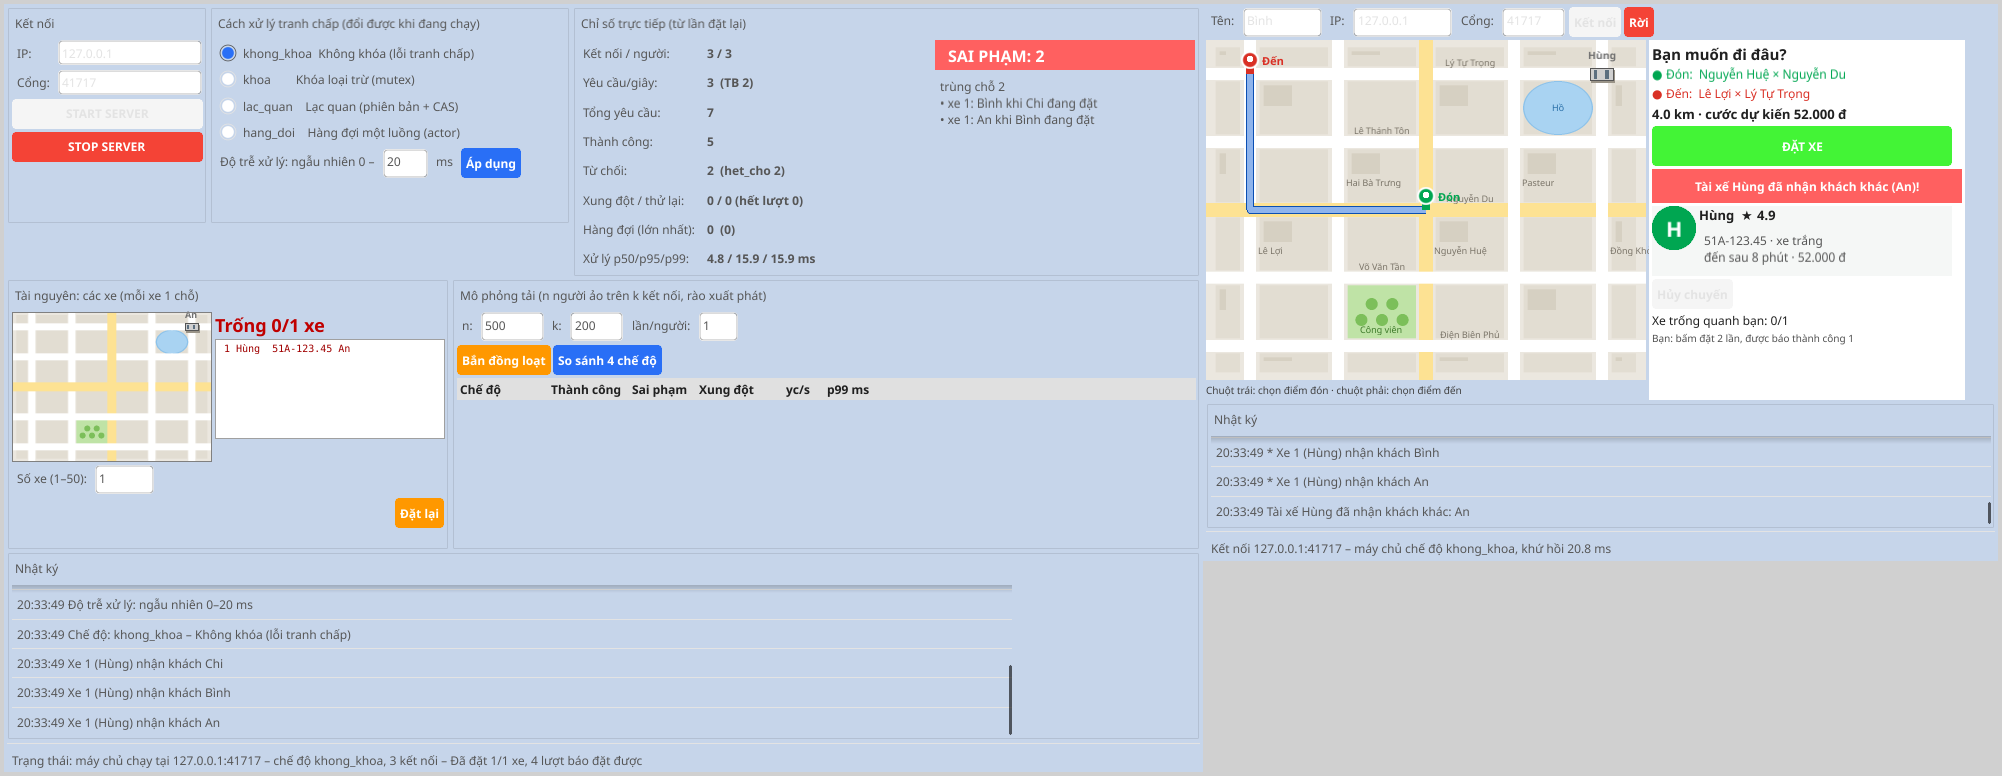 Kết nối
IP: 127.0.0.1
Cổng: 41717
START SERVER
STOP SERVER
Cách xử lý tranh chấp (đổi được khi đang chạy)
khong_khoa Không khóa (lỗi tranh chấp)
khoa Khóa loại trừ (mutex)
lac_quan Lạc quan (phiên bản + CAS)
hang_doi Hàng đợi một luồng (actor)
Độ trễ xử lý: ngẫu nhiên 0 – 20 ms Áp dụng
Chỉ số trực tiếp (từ lần đặt lại)
Kết nối / người: 3 / 3
Yêu cầu/giây: 3 (TB 2)
Tổng yêu cầu: 7
Thành công: 5
Từ chối: 2 (het_cho 2)
Xung đột / thử lại: 0 / 0 (hết lượt 0)
Hàng đợi (lớn nhất): 0 (0)
Xử lý p50/p95/p99: 4.8 / 15.9 / 15.9 ms
SAI PHẠM: 2
trùng chỗ 2
• xe 1: Bình khi Chi đang đặt
• xe 1: An khi Bình đang đặt
Tài nguyên: các xe (mỗi xe 1 chỗ)
An
Trống 0/1 xe
1 Hùng 51A-123.45 An
Số xe (1–50): 1
Đặt lại
Mô phỏng tải (n người ảo trên k kết nối, rào xuất phát)
n: 500 k: 200 lần/người: 1
Bắn đồng loạt So sánh 4 chế độ
Chế độ Thành công Sai phạm Xung đột yc/s p99 ms
Nhật ký
20:33:49 Độ trễ xử lý: ngẫu nhiên 0–20 ms
20:33:49 Chế độ: khong_khoa – Không khóa (lỗi tranh chấp)
20:33:49 Xe 1 (Hùng) nhận khách Chi
20:33:49 Xe 1 (Hùng) nhận khách Bình
20:33:49 Xe 1 (Hùng) nhận khách An
Trạng thái: máy chủ chạy tại 127.0.0.1:41717 – chế độ khong_khoa, 3 kết nối – Đã đặt 1/1 xe, 4 lượt báo đặt được
Tên: Bình IP: 127.0.0.1 Cổng: 41717 Kết nối Rời
Đến
Lý Tự Trọng
Hùng
Hồ
Lê Thánh Tôn
Hai Bà Trưng
Pasteur
Đón
Nguyễn Du
Lê Lợi
Nguyễn Huệ
Đồng Khở
Võ Văn Tần
Công viên
Điện Biên Phủ
Chuột trái: chọn điểm đón · chuột phải: chọn điểm đến
Bạn muốn đi đâu?
Đón: Nguyễn Huệ × Nguyễn Du
Đến: Lê Lợi × Lý Tự Trọng
4.0 km · cước dự kiến 52.000 đ
ĐẶT XE
Tài xế Hùng đã nhận khách khác (An)!
H
Hùng ★ 4.9
51A-123.45 · xe trắng
đến sau 8 phút · 52.000 đ
Hủy chuyến
Xe trống quanh bạn: 0/1
Bạn: bấm đặt 2 lần, được báo thành công 1
Nhật ký
20:33:49 * Xe 1 (Hùng) nhận khách Bình
20:33:49 * Xe 1 (Hùng) nhận khách An
20:33:49 Tài xế Hùng đã nhận khách khác: An
Kết nối 127.0.0.1:41717 – máy chủ chế độ khong_khoa, khứ hồi 20.8 ms